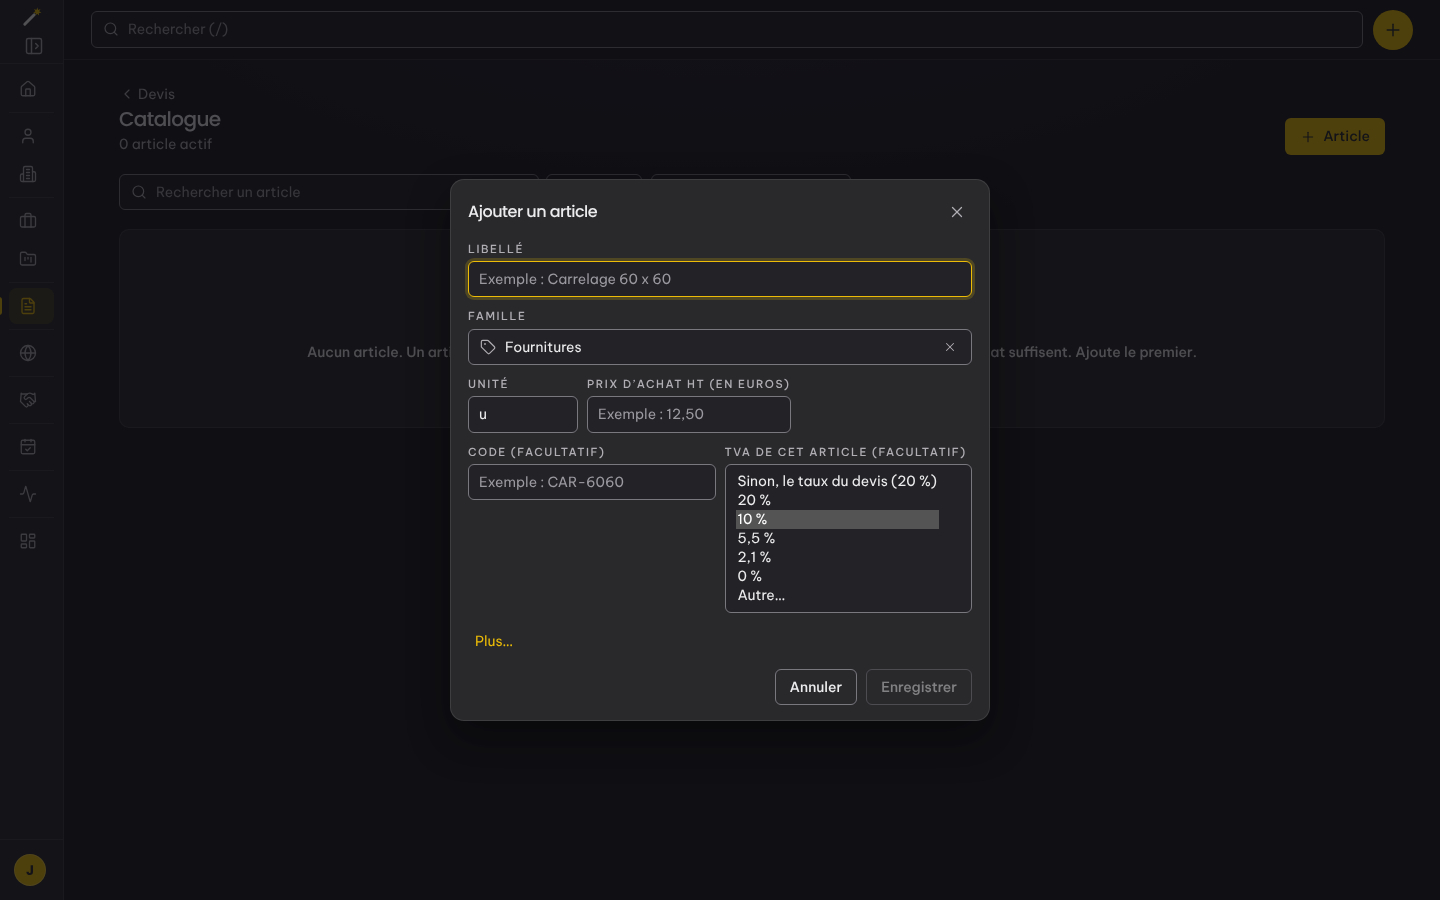 Rechercher (/)
Devis
Catalogue
0 article actif
Article
Rechercher un article
Aucun article. Un
at suffisent. Ajoute le premier.
Ajouter un article
LIBELLÉ
Exemple : Carrelage 60 x 60
FAMILLE
Fournitures
UNITÉ
PRIX D'ACHAT HT (EN EUROS)
u
Exemple : 12,50
CODE (FACULTATIF)
TVA DE CET ARTICLE (FACULTATIF)
Exemple : CAR-6060
Sinon, le taux du devis (20 %)
20 %
10 %
5,5 %
2,1 %
0 %
Autre…
Plus…
Annuler
Enregistrer
J